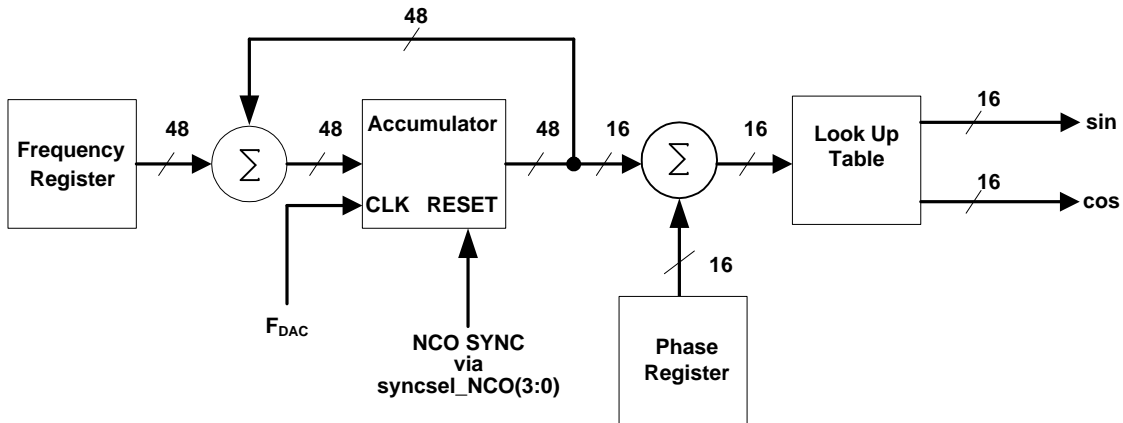 48
Frequency
Register
48
Σ
48
Accumulator
CLK RESET
48
16
Σ
16
Look Up
Table
16
sin
16
cos
16
F_DAC
NCO SYNC
via
syncsel_NCO(3:0)
Phase
Register